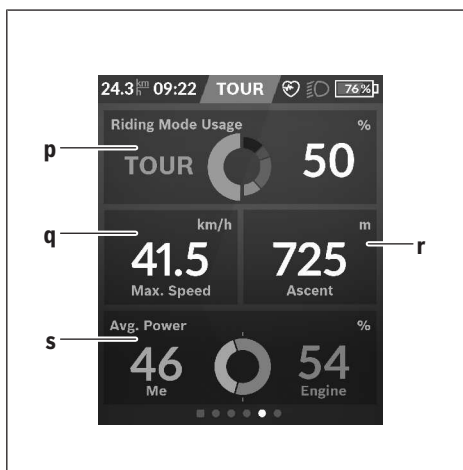 24.3 km/h 09:22 TOUR 76 %
Riding Mode Usage %
p
TOUR 50
q
km/h m
r
41.5 725
Max. Speed Ascent
Avg. Power %
s
46 54
Me Engine